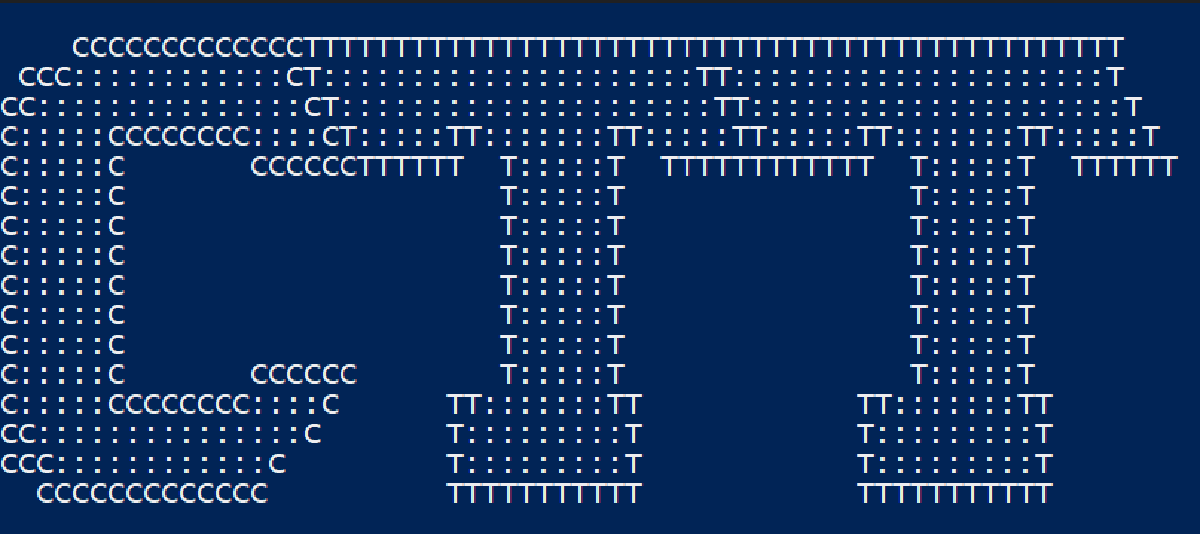 CCCCCCCCCCCCCTTTTTTTTTTTTTTTTTTTTTTTTTTTTTTTTTTTTTTTTTTTTTTTTTT
 CCC::::::::::::CT:::::::::::::::::::::TT:::::::::::::::::::::T
CC:::::::::::::::CT:::::::::::::::::::::TT:::::::::::::::::::::T
C:::::CCCCCCCC::::CT:::::TT:::::::TT:::::TT:::::TT:::::::TT:::::T
C:::::C       CCCCCCTTTTTT  T:::::T  TTTTTTTTTTTT  T:::::T  TTTTTT
C:::::C                     T:::::T                T:::::T
C:::::C                     T:::::T                T:::::T
C:::::C                     T:::::T                T:::::T
C:::::C                     T:::::T                T:::::T
C:::::C                     T:::::T                T:::::T
C:::::C                     T:::::T                T:::::T
C:::::C       CCCCCC        T:::::T                T:::::T
C:::::CCCCCCCC::::C      TT:::::::TT            TT:::::::TT
CC:::::::::::::::C       T:::::::::T            T:::::::::T
CCC::::::::::::C         T:::::::::T            T:::::::::T
  CCCCCCCCCCCCC          TTTTTTTTTTT            TTTTTTTTTTT